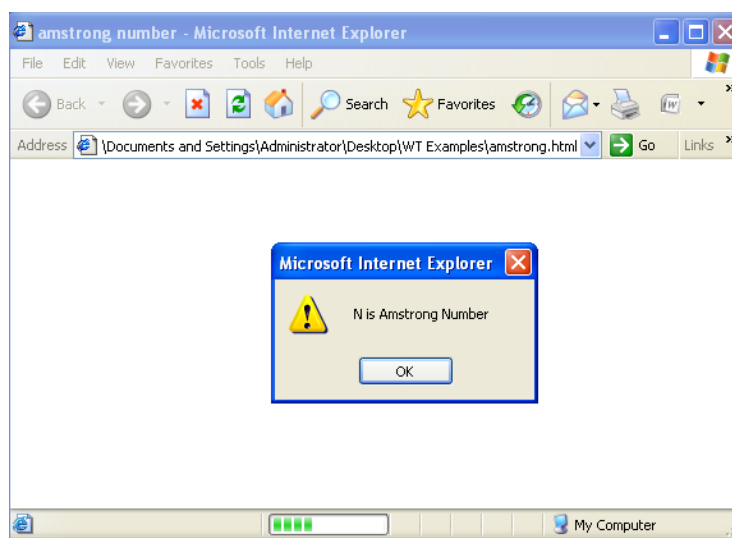 amstrong number - Microsoft Internet Explorer
File Edit View Favorites Tools Help
Back Search Favorites
Address \Documents and Settings\Administrator\Desktop\WT Examples\amstrong.html Go Links »
Microsoft Internet Explorer
N is Amstrong Number
OK
My Computer